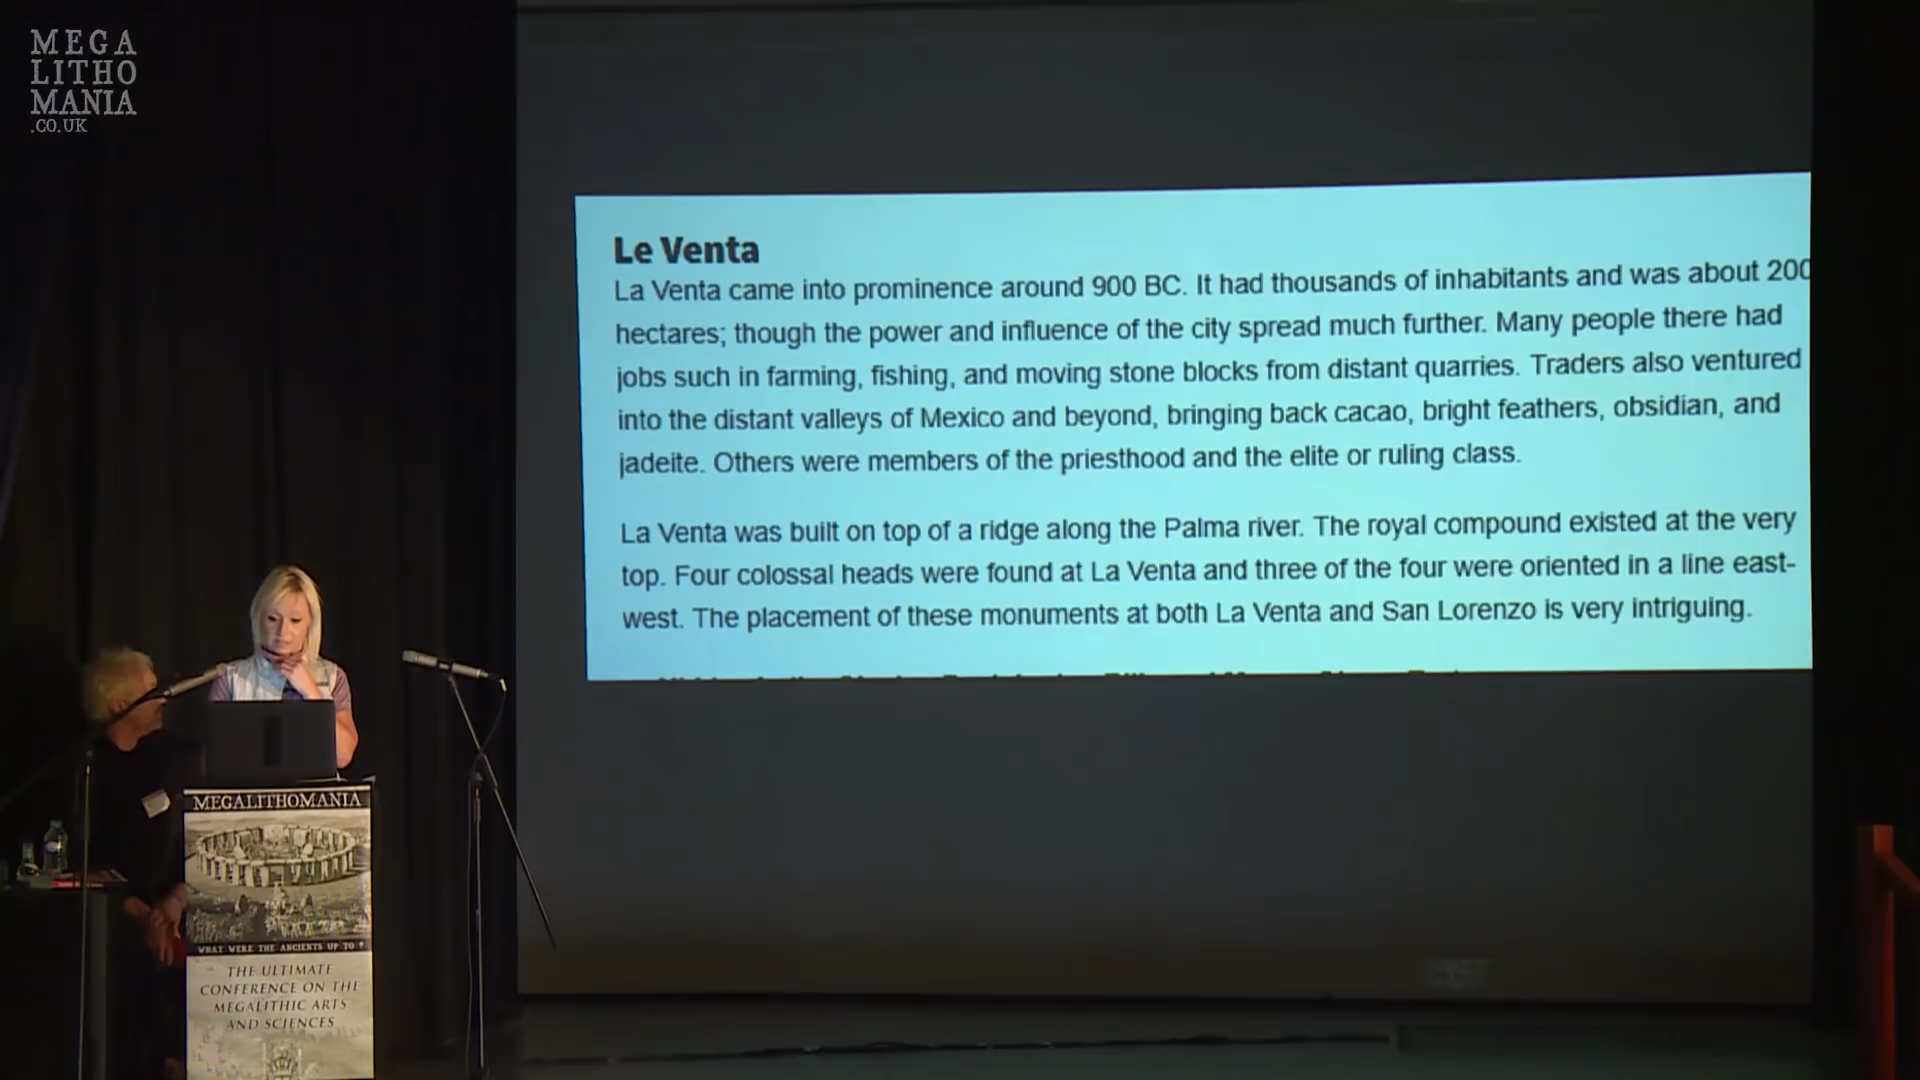 MEGA
LITHO
MANIA
.CO.UK
Le Venta
La Venta came into prominence around 900 BC. It had thousands of inhabitants and was about 200
hectares; though the power and influence of the city spread much further. Many people there had
jobs such in farming, fishing, and moving stone blocks from distant quarries. Traders also ventured
into the distant valleys of Mexico and beyond, bringing back cacao, bright feathers, obsidian, and
jadeite. Others were members of the priesthood and the elite or ruling class.
La Venta was built on top of a ridge along the Palma river. The royal compound existed at the very
top. Four colossal heads were found at La Venta and three of the four were oriented in a line east-
west. The placement of these monuments at both La Venta and San Lorenzo is very intriguing.
MEGALITHOMANIA
WHAT WERE THE ANCIENTS UP TO ?
THE ULTIMATE
CONFERENCE ON THE
MEGALITHIC ARTS
AND SCIENCES